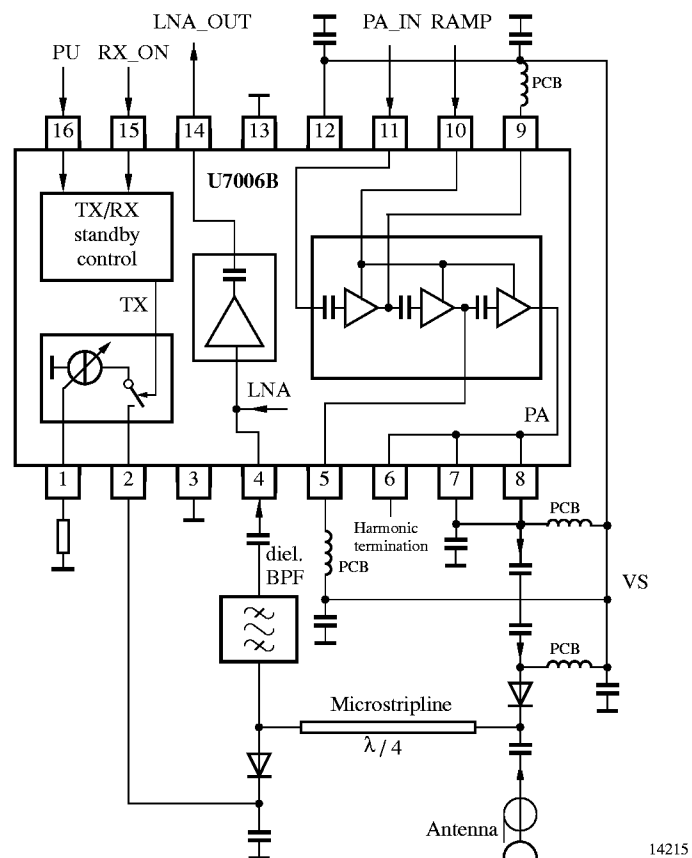 LNA_OUT
PA_IN RAMP
PU RX_ON
PCB
16 15 14 13 12 11 10 9
U7006B
TX/RX
standby
control
TX
LNA
PA
1 2 3 4 5 6 7 8
Harmonic
termination
PCB
diel.
BPF
PCB
VS
PCB
Microstripline
λ/4
Antenna
14215